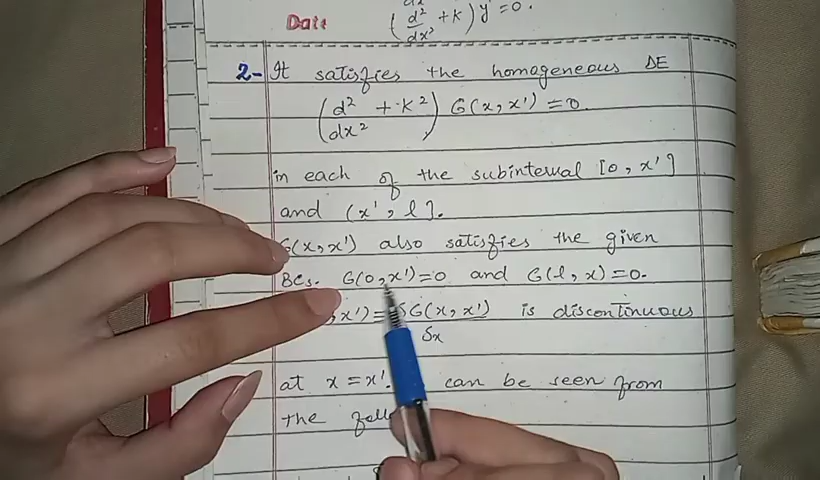 Date
(d²/dx² + K) y = 0.
2- It satisfies the homogeneous DE
(d²/dx² + K²) G(x, x') = 0
in each of the subinterval [0, x']
and (x', l].
G(x, x') also satisfies the given
BCs. G(0, x') = 0 and G(l, x) = 0.
, x') = δG(x, x')/δx is discontinuous
at x = x'. can be seen from
the